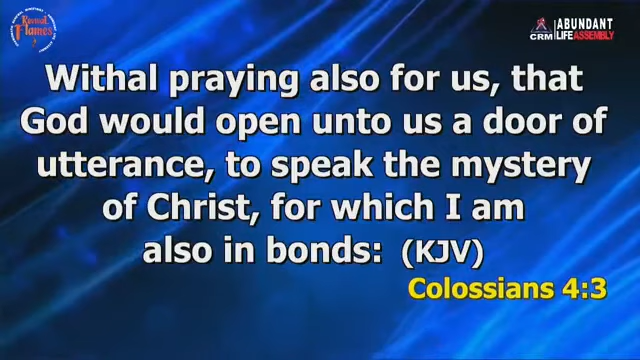 Revival
Flames
CRM
ABUNDANT
LIFE ASSEMBLY
Withal praying also for us, that
God would open unto us a door of
utterance, to speak the mystery
of Christ, for which I am
also in bonds: (KJV)
Colossians 4:3